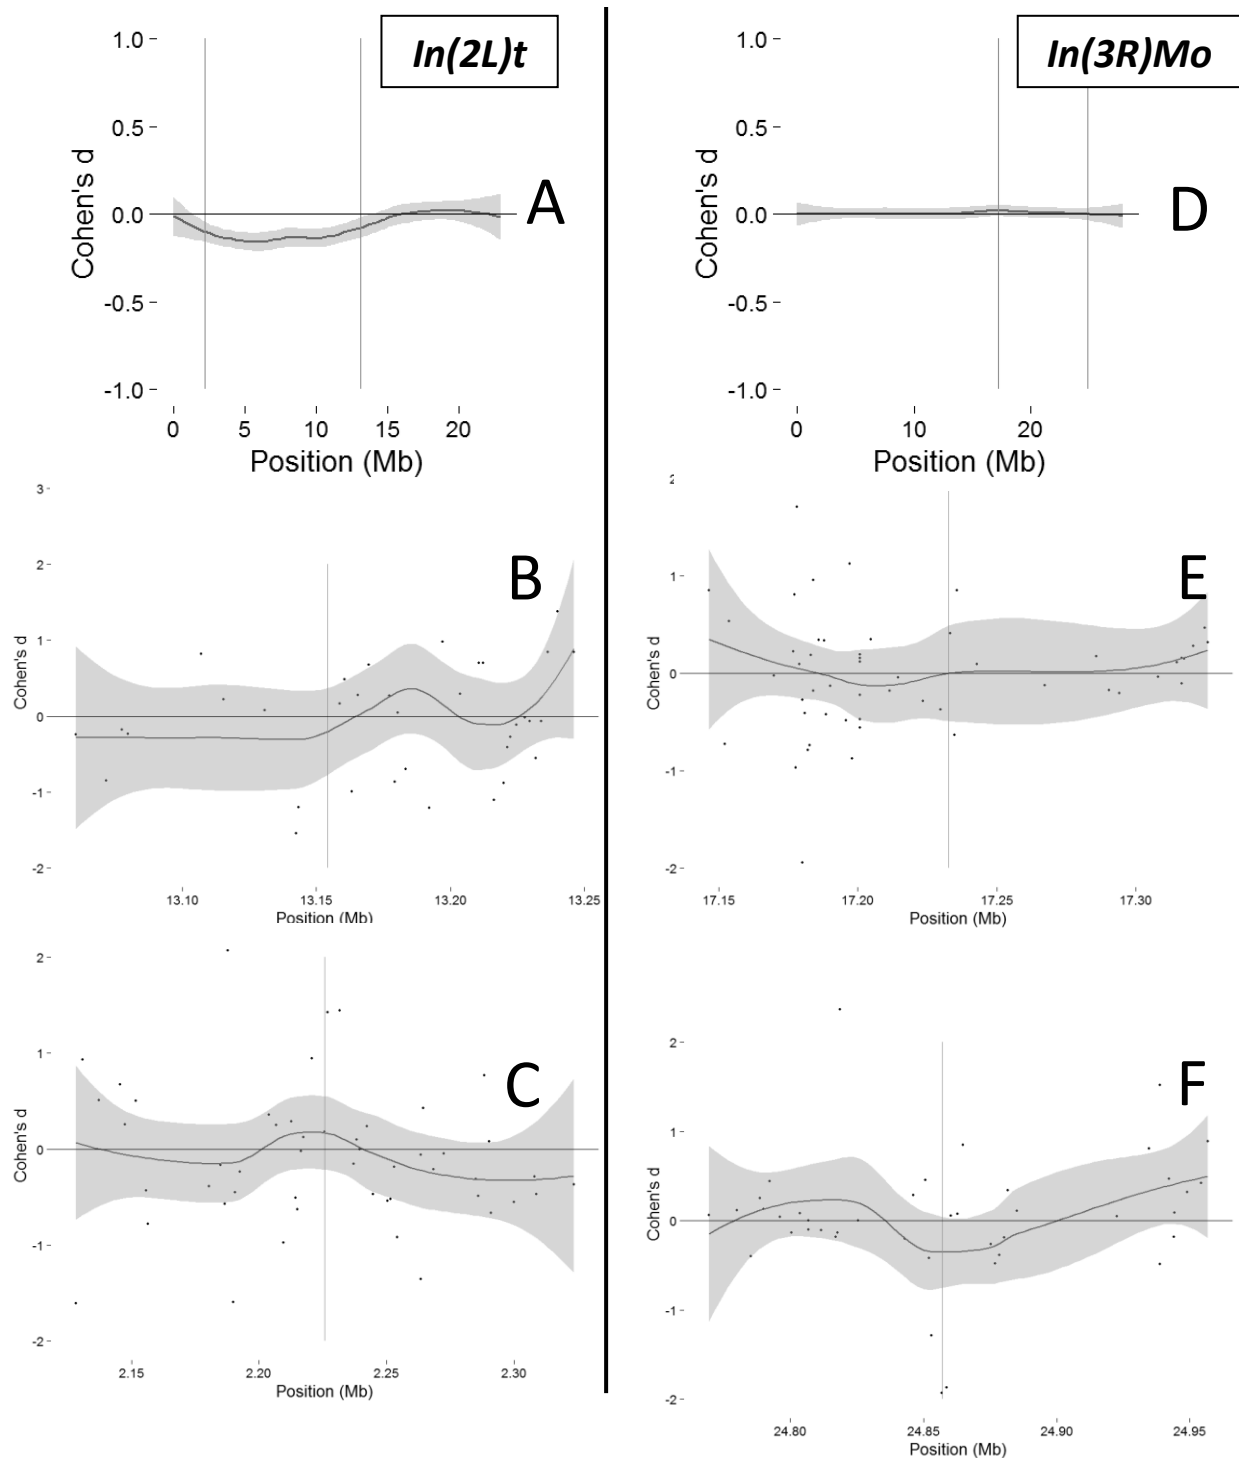 In(2L)t
1.0
0.5
0.0
-0.5
-1.0
Cohen's d
A
0 5 10 15 20
Position (Mb)
3
2
1
0
-1
-2
Cohen's d
B
13.10 13.15 13.20 13.25
Position (Mb)
2
1
0
-1
-2
Cohen's d
C
2.15 2.20 2.25 2.30
Position (Mb)
In(3R)Mo
1.0
0.5
0.0
-0.5
-1.0
Cohen's d
D
0 10 20
Position (Mb)
2
1
0
-1
-2
Cohen's d
E
17.15 17.20 17.25 17.30
Position (Mb)
2
1
0
-1
-2
Cohen's d
F
24.80 24.85 24.90 24.95
Position (Mb)